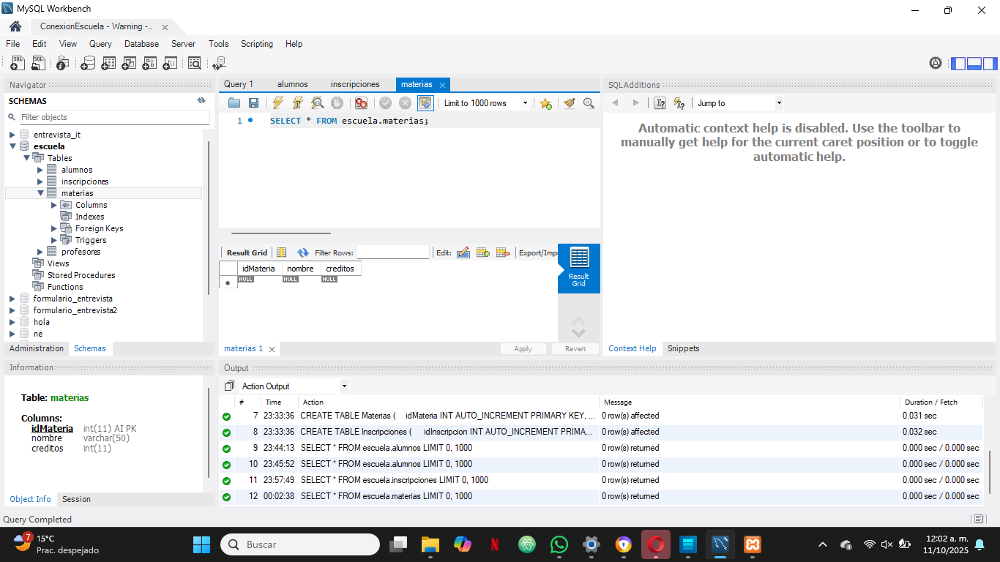 MySQL Workbench
ConexionEscuela - Warning -...
File Edit View Query Database Server Tools Scripting Help
Navigator
SCHEMAS
Filter objects
entrevista_it
escuela
Tables
alumnos
inscripciones
materias
Columns
Indexes
Foreign Keys
Triggers
profesores
Views
Stored Procedures
Functions
formulario_entrevista
formulario_entrevista2
hola
ne
Administration Schemas
Information
Table: materias
Columns:
idMateria int(11) AI PK
nombre varchar(50)
creditos int(11)
Object Info Session
Query 1 alumnos inscripciones materias
Limit to 1000 rows
1 SELECT * FROM escuela.materias;
Result Grid Filter Rows: Edit: Export/Imp
idMateria nombre creditos
NULL NULL NULL
Result
Grid
materias 1 Apply Revert
SQLAdditions
Jump to
Automatic context help is disabled. Use the toolbar to
manually get help for the current caret position or to toggle
automatic help.
Context Help Snippets
Output
Action Output
# Time Action Message Duration / Fetch
7 23:33:36 CREATE TABLE Materias ( idMateria INT AUTO_INCREMENT PRIMARY KEY, ... 0 row(s) affected 0.031 sec
8 23:33:36 CREATE TABLE Inscripciones ( idInscripcion INT AUTO_INCREMENT PRIMA... 0 row(s) affected 0.032 sec
9 23:44:13 SELECT * FROM escuela.alumnos LIMIT 0, 1000 0 row(s) returned 0.000 sec / 0.000 sec
10 23:45:52 SELECT * FROM escuela.alumnos LIMIT 0, 1000 0 row(s) returned 0.000 sec / 0.000 sec
11 23:57:49 SELECT * FROM escuela.inscripciones LIMIT 0, 1000 0 row(s) returned 0.000 sec / 0.000 sec
12 00:02:38 SELECT * FROM escuela.materias LIMIT 0, 1000 0 row(s) returned 0.000 sec / 0.000 sec
Query Completed
7
15°C
Prac. despejado
Buscar
12:02 a. m.
11/10/2025